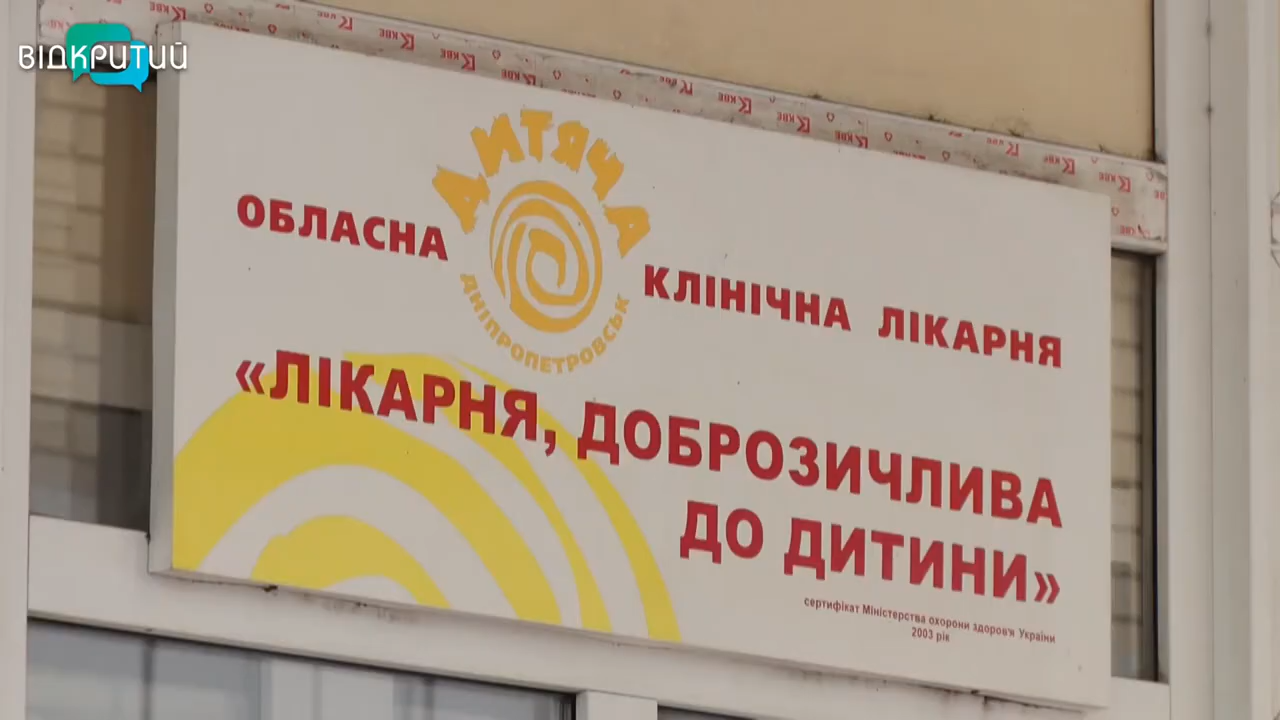 ВІДКРИТИЙ
ОБЛАСНА ДИТЯЧА КЛІНІЧНА ЛІКАРНЯ
ДНІПРОПЕТРОВСЬК
«ЛІКАРНЯ, ДОБРОЗИЧЛИВА
ДО ДИТИНИ»
сертифікат Міністерства охорони здоров'я України
2003 рік